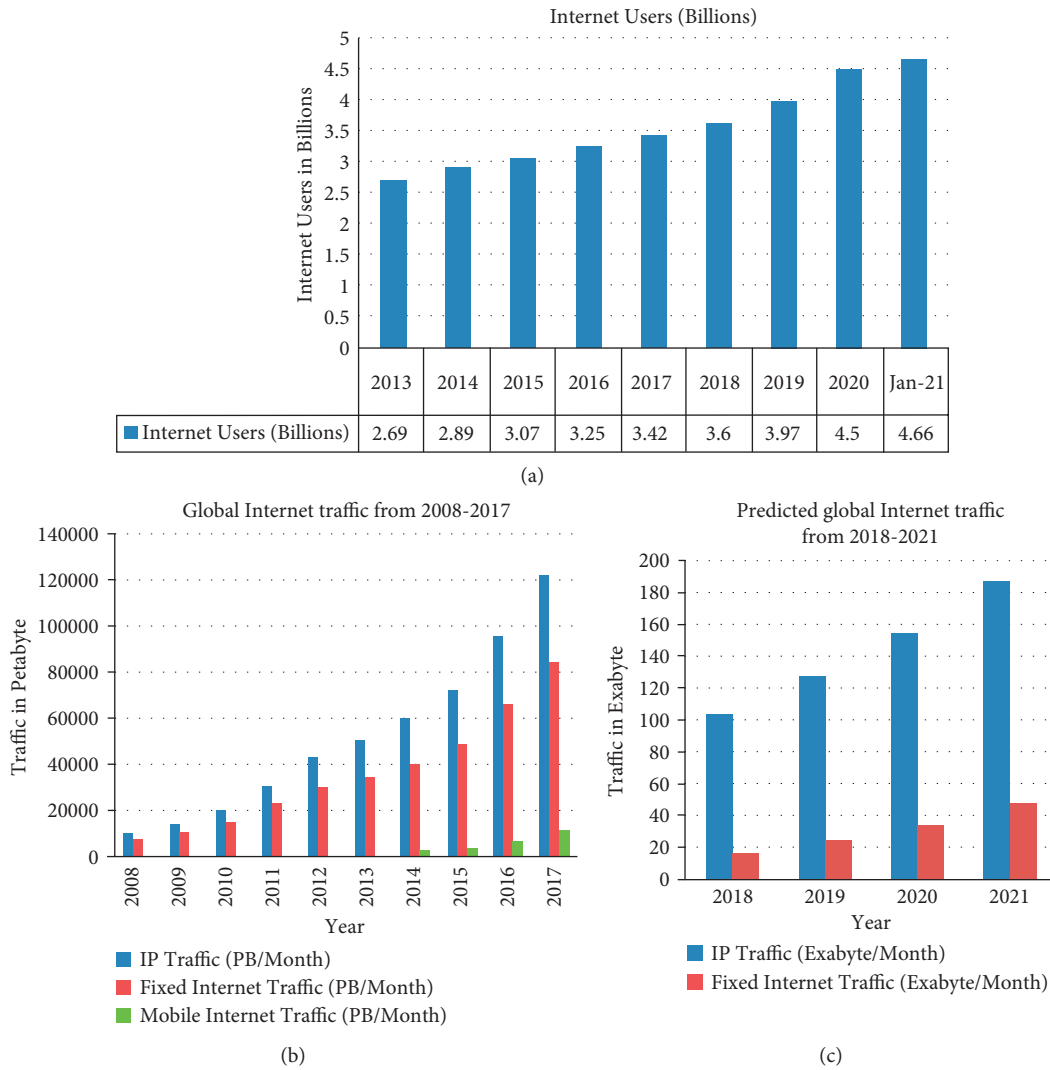 Internet Users (Billions)
Internet Users in Billions
5
4.5
4
3.5
3
2.5
2
1.5
1
0.5
0
2013 2014 2015 2016 2017 2018 2019 2020 Jan-21
Internet Users (Billions) 2.69 2.89 3.07 3.25 3.42 3.6 3.97 4.5 4.66
(a)
Global Internet traffic from 2008-2017
Traffic in Petabyte
140000
120000
100000
80000
60000
40000
20000
0
2008 2009 2010 2011 2012 2013 2014 2015 2016 2017
Year
IP Traffic (PB/Month)
Fixed Internet Traffic (PB/Month)
Mobile Internet Traffic (PB/Month)
(b)
Predicted global Internet traffic
from 2018-2021
Traffic in Exabyte
200
180
160
140
120
100
80
60
40
20
0
2018 2019 2020 2021
Year
IP Traffic (Exabyte/Month)
Fixed Internet Traffic (Exabyte/Month)
(c)